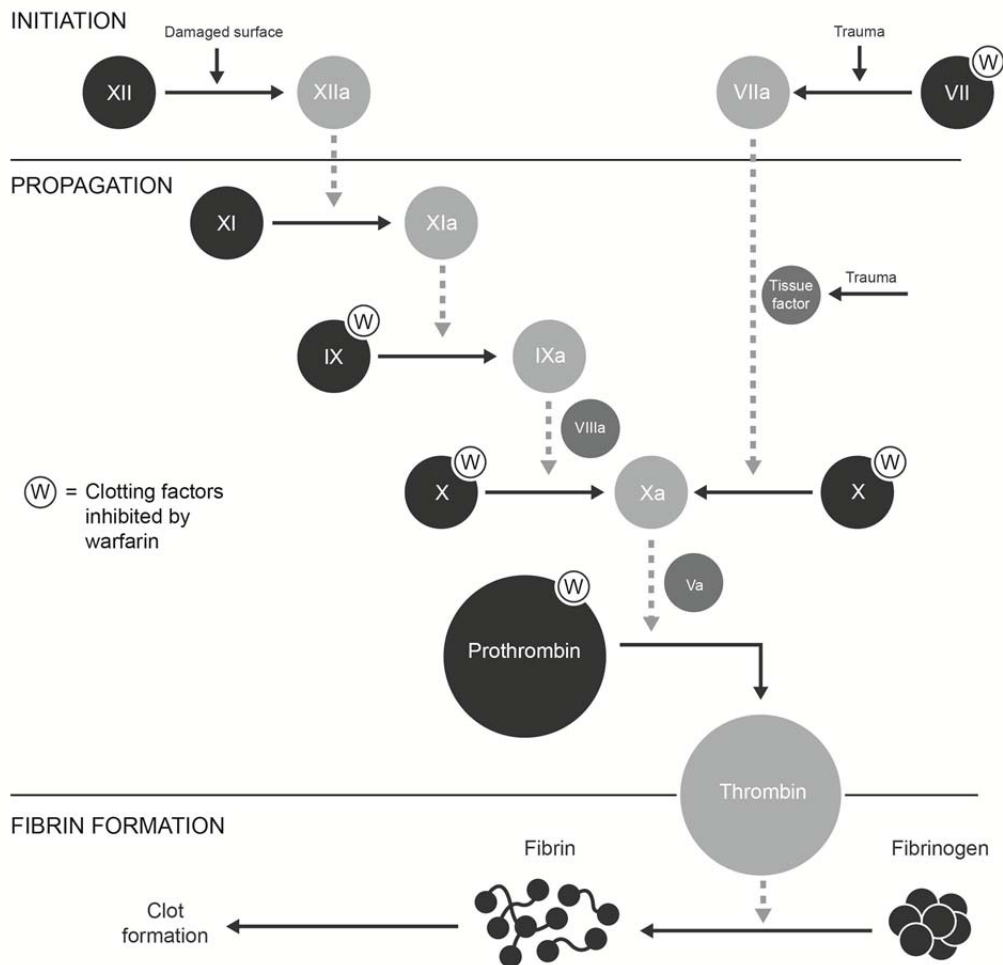 INITIATION
Damaged surface
Trauma
XII
XIIa
VIIa
VII
W
PROPAGATION
XI
XIa
Tissue
factor
Trauma
W
IX
IXa
VIIIa
W
X
Xa
X
W
W = Clotting factors
inhibited by
warfarin
Va
W
Prothrombin
Thrombin
FIBRIN FORMATION
Fibrin
Fibrinogen
Clot
formation